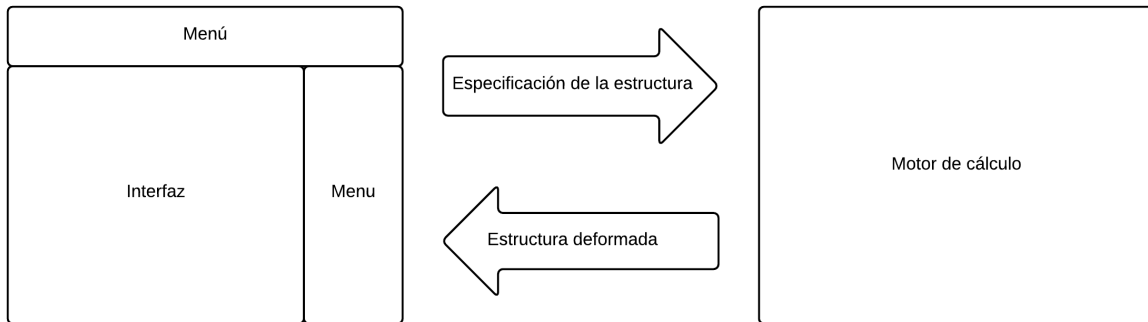 Menú
Especificación de la estructura
Motor de cálculo
Interfaz
Menu
Estructura deformada